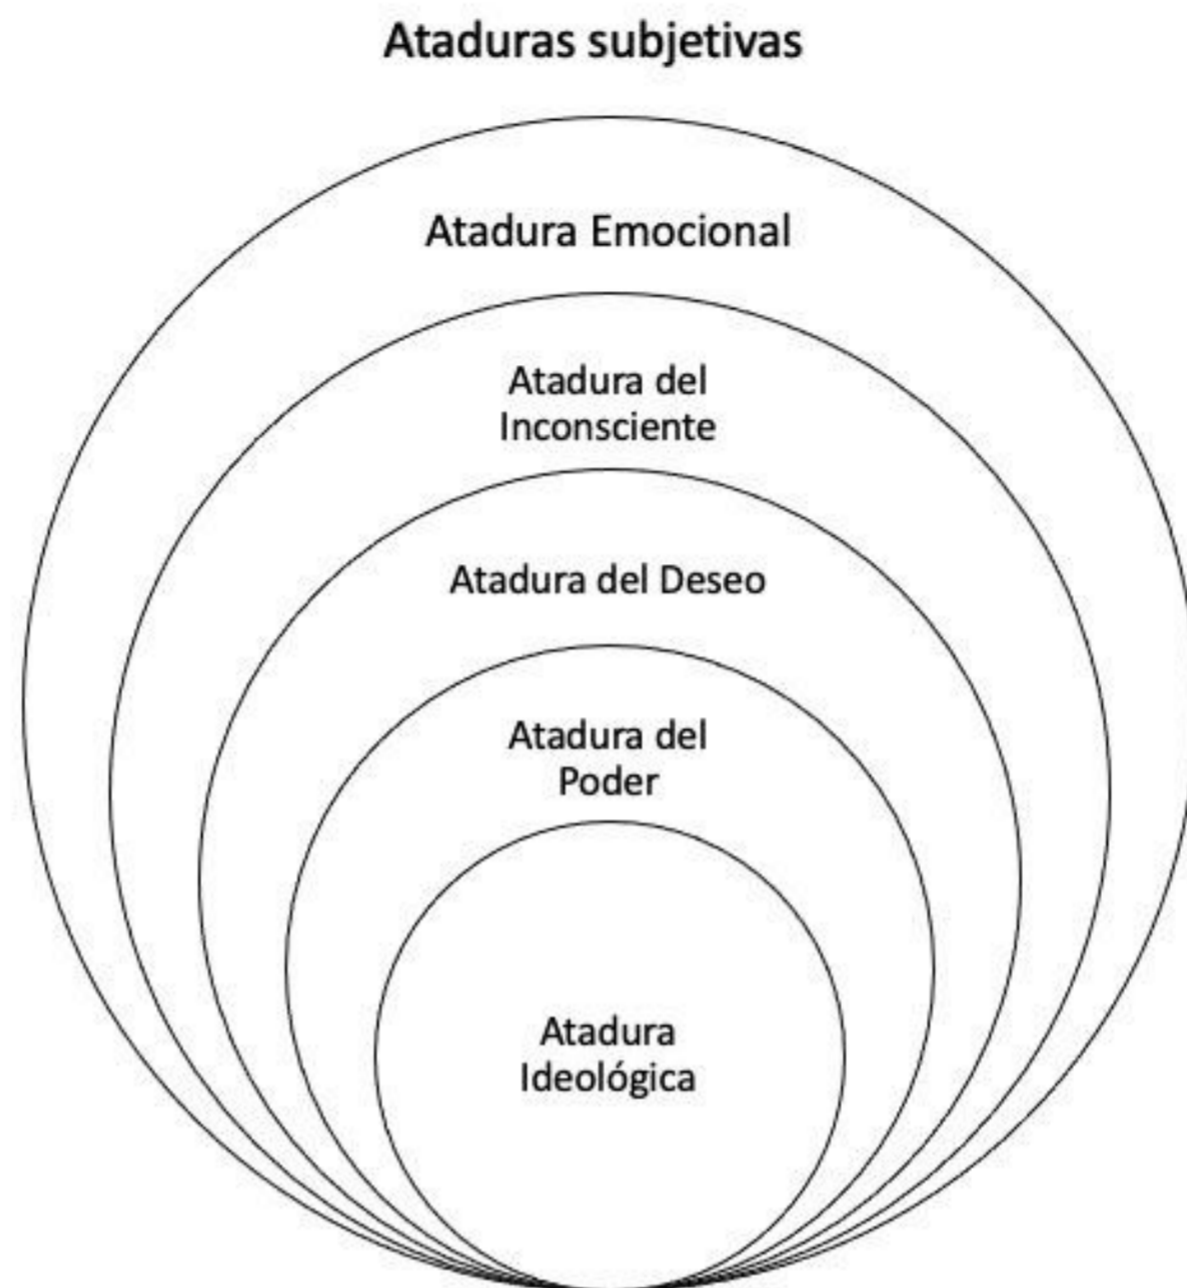 Ataduras subjetivas
Atadura Emocional
Atadura del
Inconsciente
Atadura del Deseo
Atadura del
Poder
Atadura
Ideológica